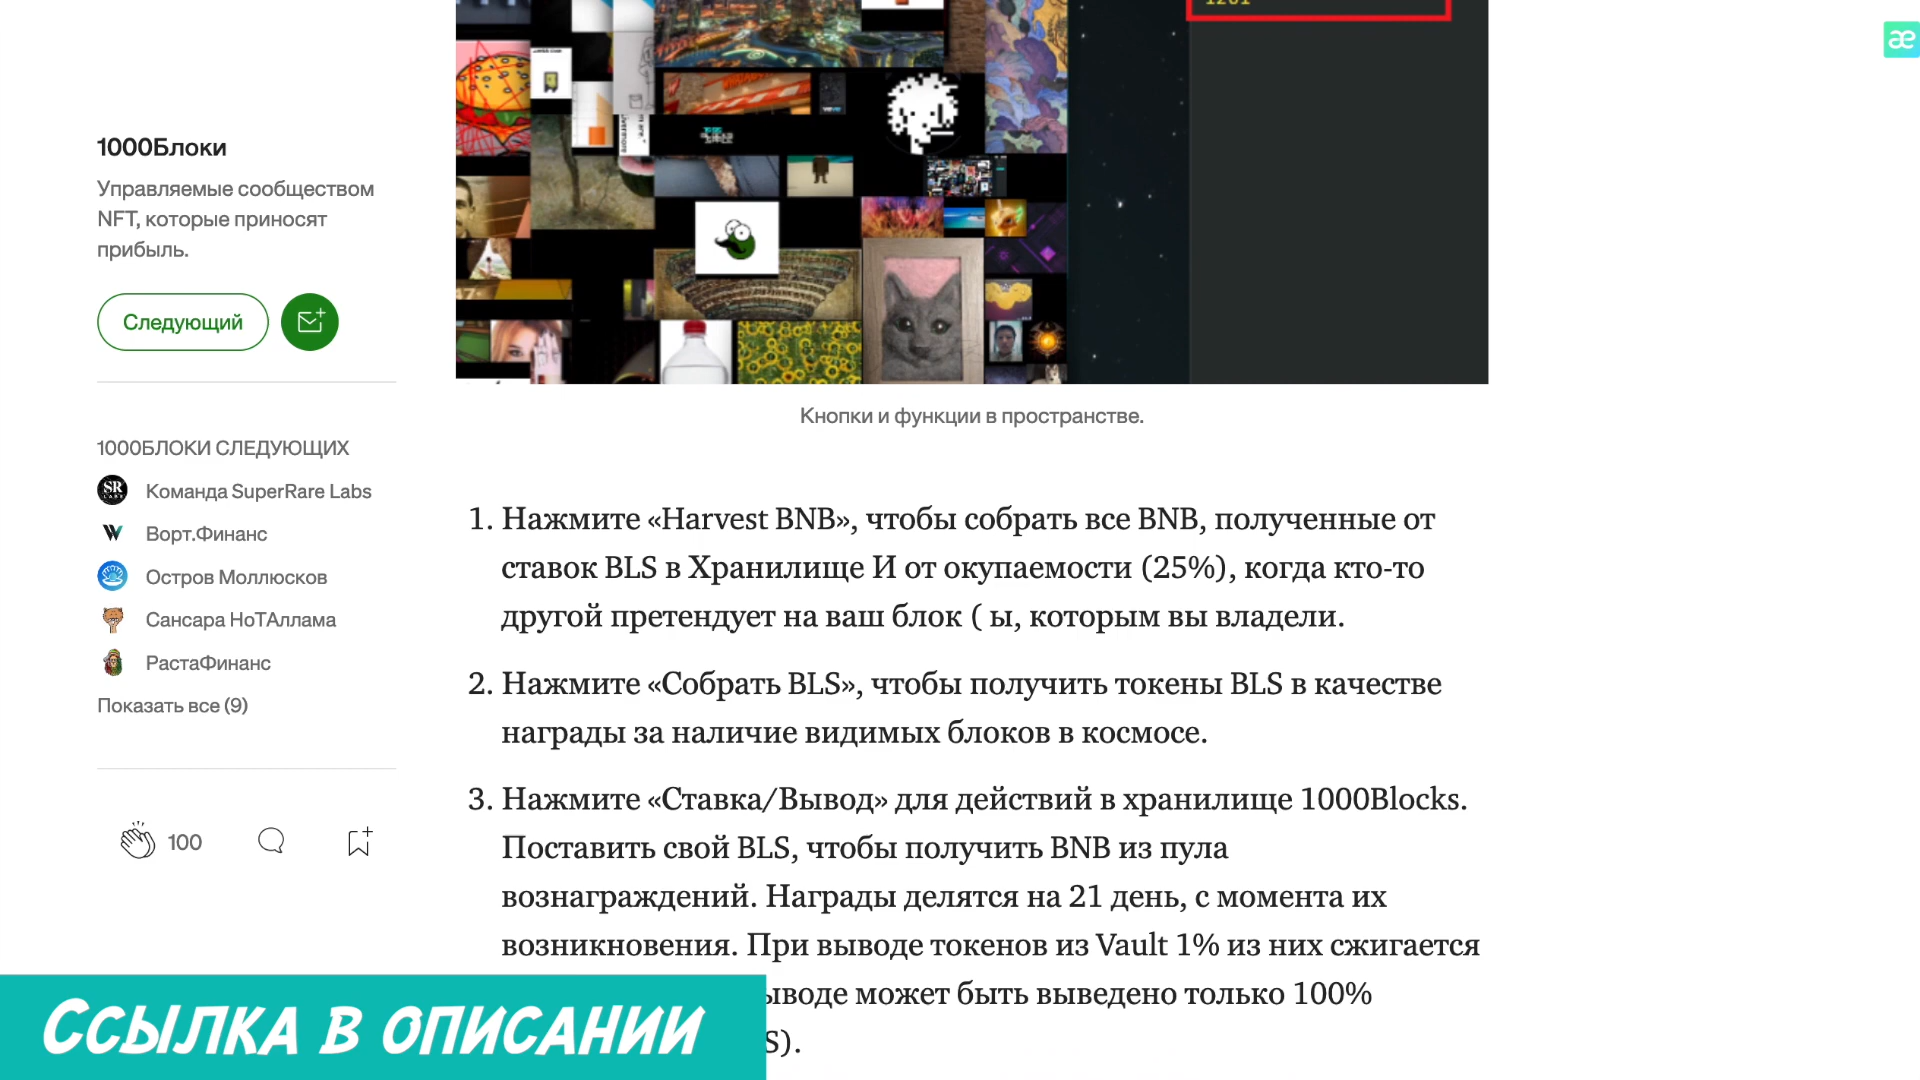 1201
æ
1000Блоки
Управляемые сообществом
NFT, которые приносят
прибыль.
Следующий
1000БЛОКИ СЛЕДУЮЩИХ
SR
LABS
Команда SuperRare Labs
W
Ворт.Финанс
Остров Моллюсков
Сансара НоТАллама
РастаФинанс
Показать все (9)
100
Кнопки и функции в пространстве.
1. Нажмите «Harvest BNB», чтобы собрать все BNB, полученные от
ставок BLS в Хранилище И от окупаемости (25%), когда кто-то
другой претендует на ваш блок ( ы, которым вы владели.
2. Нажмите «Собрать BLS», чтобы получить токены BLS в качестве
награды за наличие видимых блоков в космосе.
3. Нажмите «Ставка/Вывод» для действий в хранилище 1000Blocks.
Поставить свой BLS, чтобы получить BNB из пула
вознаграждений. Награды делятся на 21 день, с момента их
возникновения. При выводе токенов из Vault 1% из них сжигается
ыводе может быть выведено только 100%
S).
Ссылка в описании